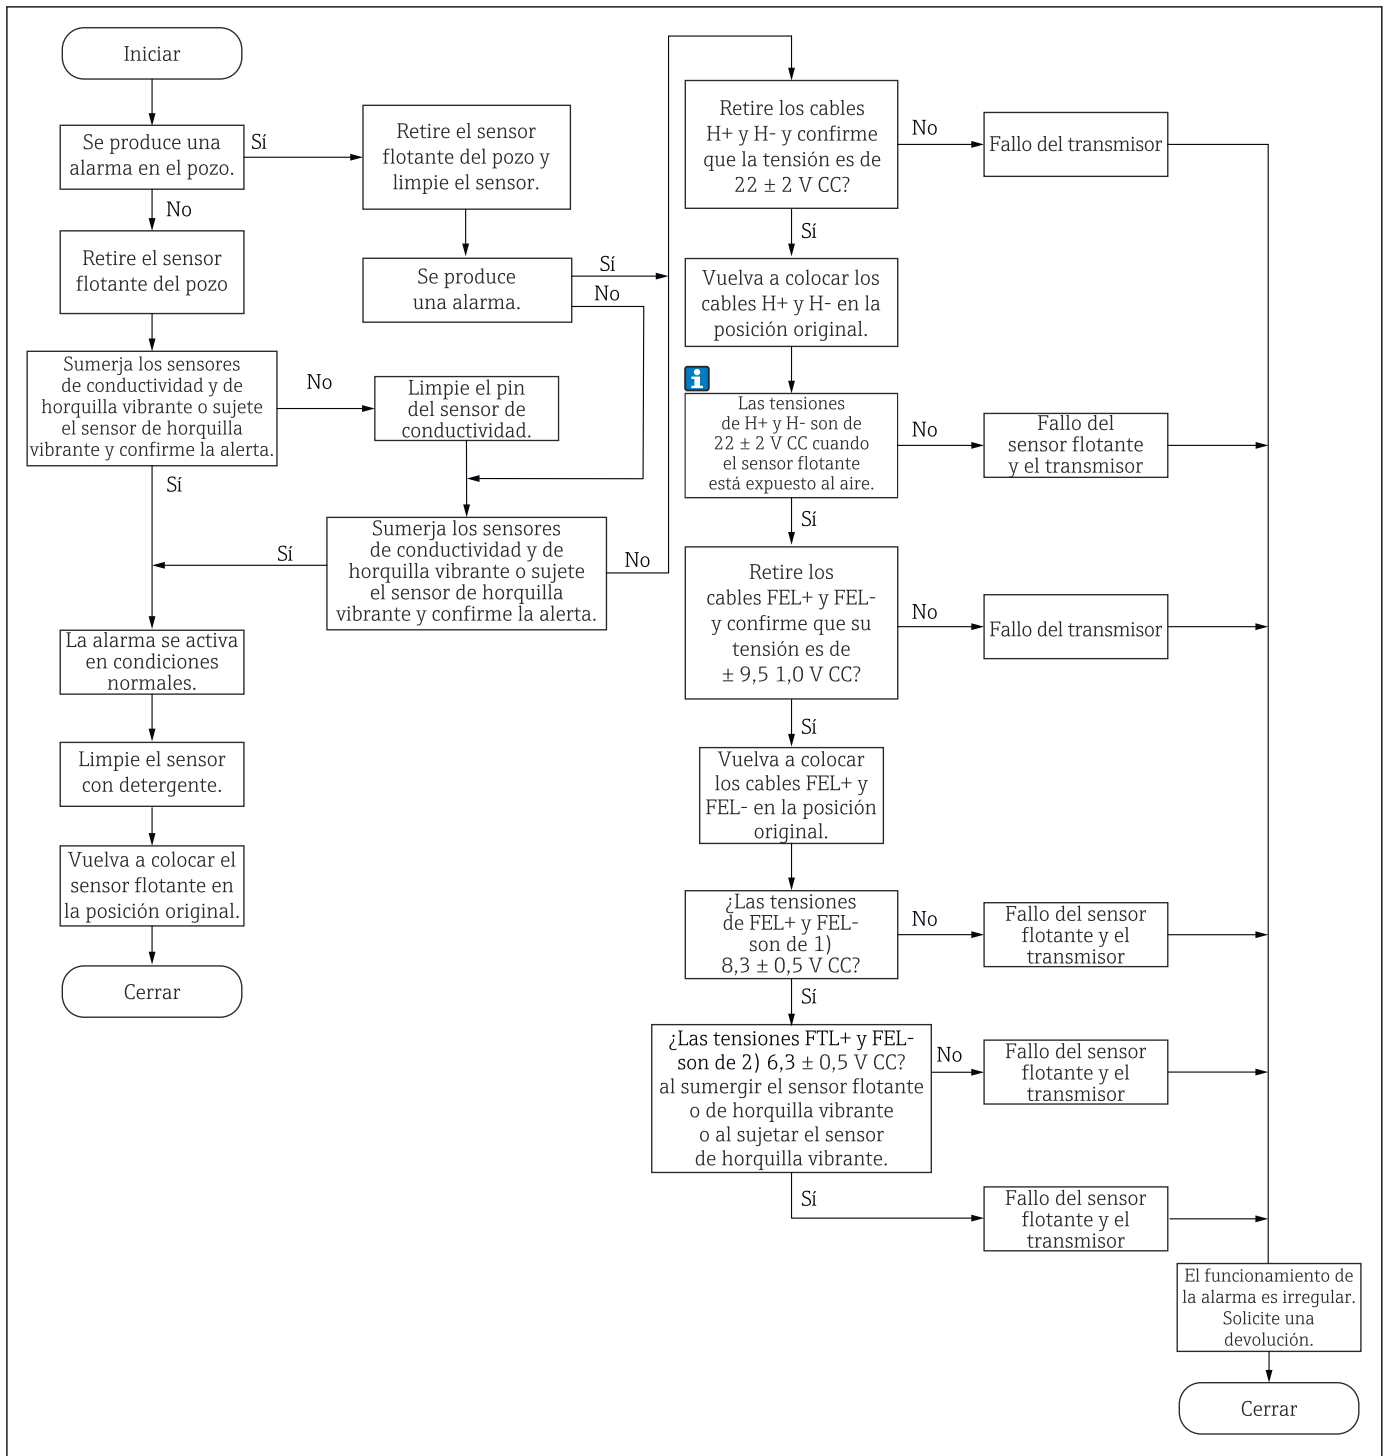 Iniciar
Se produce una
alarma en el pozo.
Sí
No
Retire el sensor
flotante del pozo y
limpie el sensor.
Retire el sensor
flotante del pozo
Se produce
una alarma.
Sí
No
Sumerja los sensores
de conductividad y de
horquilla vibrante o sujete
el sensor de horquilla
vibrante y confirme la alerta.
No
Sí
Limpie el pin
del sensor de
conductividad.
Sumerja los sensores
de conductividad y de
horquilla vibrante o sujete
el sensor de horquilla
vibrante y confirme la alerta.
Sí
No
La alarma se activa
en condiciones
normales.
Limpie el sensor
con detergente.
Vuelva a colocar el
sensor flotante en
la posición original.
Cerrar
Retire los cables
H+ y H- y confirme
que la tensión es de
22 ± 2 V CC?
No
Fallo del transmisor
Sí
Vuelva a colocar los
cables H+ y H- en la
posición original.
i
Las tensiones
de H+ y H- son de
22 ± 2 V CC cuando
el sensor flotante
está expuesto al aire.
No
Fallo del
sensor flotante
y el transmisor
Sí
Retire los
cables FEL+ y FEL-
y confirme que su
tensión es de
± 9,5 1,0 V CC?
No
Fallo del transmisor
Sí
Vuelva a colocar
los cables FEL+ y
FEL- en la posición
original.
¿Las tensiones
de FEL+ y FEL-
son de 1)
8,3 ± 0,5 V CC?
No
Fallo del sensor
flotante y el
transmisor
Sí
¿Las tensiones FTL+ y FEL-
son de 2) 6,3 ± 0,5 V CC?
al sumergir el sensor flotante
o de horquilla vibrante
o al sujetar el sensor
de horquilla vibrante.
No
Fallo del sensor
flotante y el
transmisor
Sí
Fallo del sensor
flotante y el
transmisor
El funcionamiento de
la alarma es irregular.
Solicite una
devolución.
Cerrar